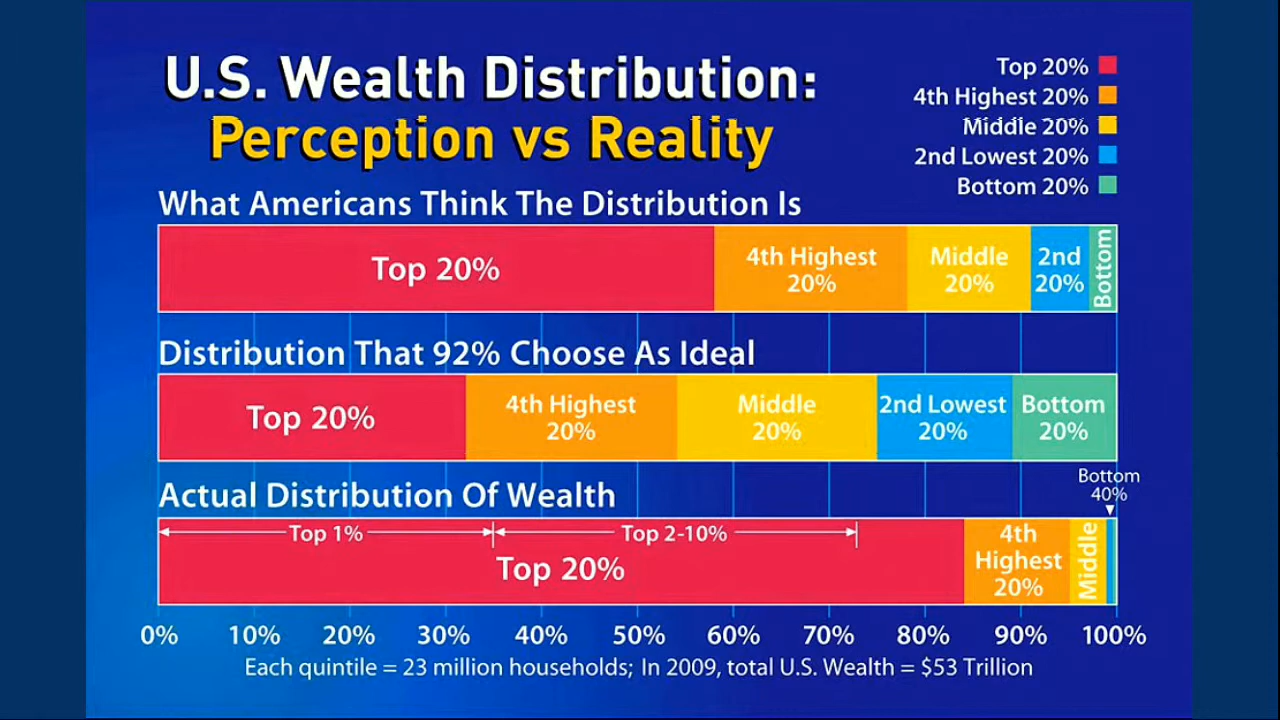 U.S. Wealth Distribution:
Perception vs Reality
Top 20%
4th Highest 20%
Middle 20%
2nd Lowest 20%
Bottom 20%
What Americans Think The Distribution Is
Top 20%
4th Highest
20%
Middle
20%
2nd
20%
Bottom
Distribution That 92% Choose As Ideal
Top 20%
4th Highest
20%
Middle
20%
2nd Lowest
20%
Bottom
20%
Actual Distribution Of Wealth
Bottom
40%
Top 1%
Top 2-10%
Top 20%
4th
Highest
20%
Middle
0% 10% 20% 30% 40% 50% 60% 70% 80% 90% 100%
Each quintile = 23 million households; In 2009, total U.S. Wealth = $53 Trillion